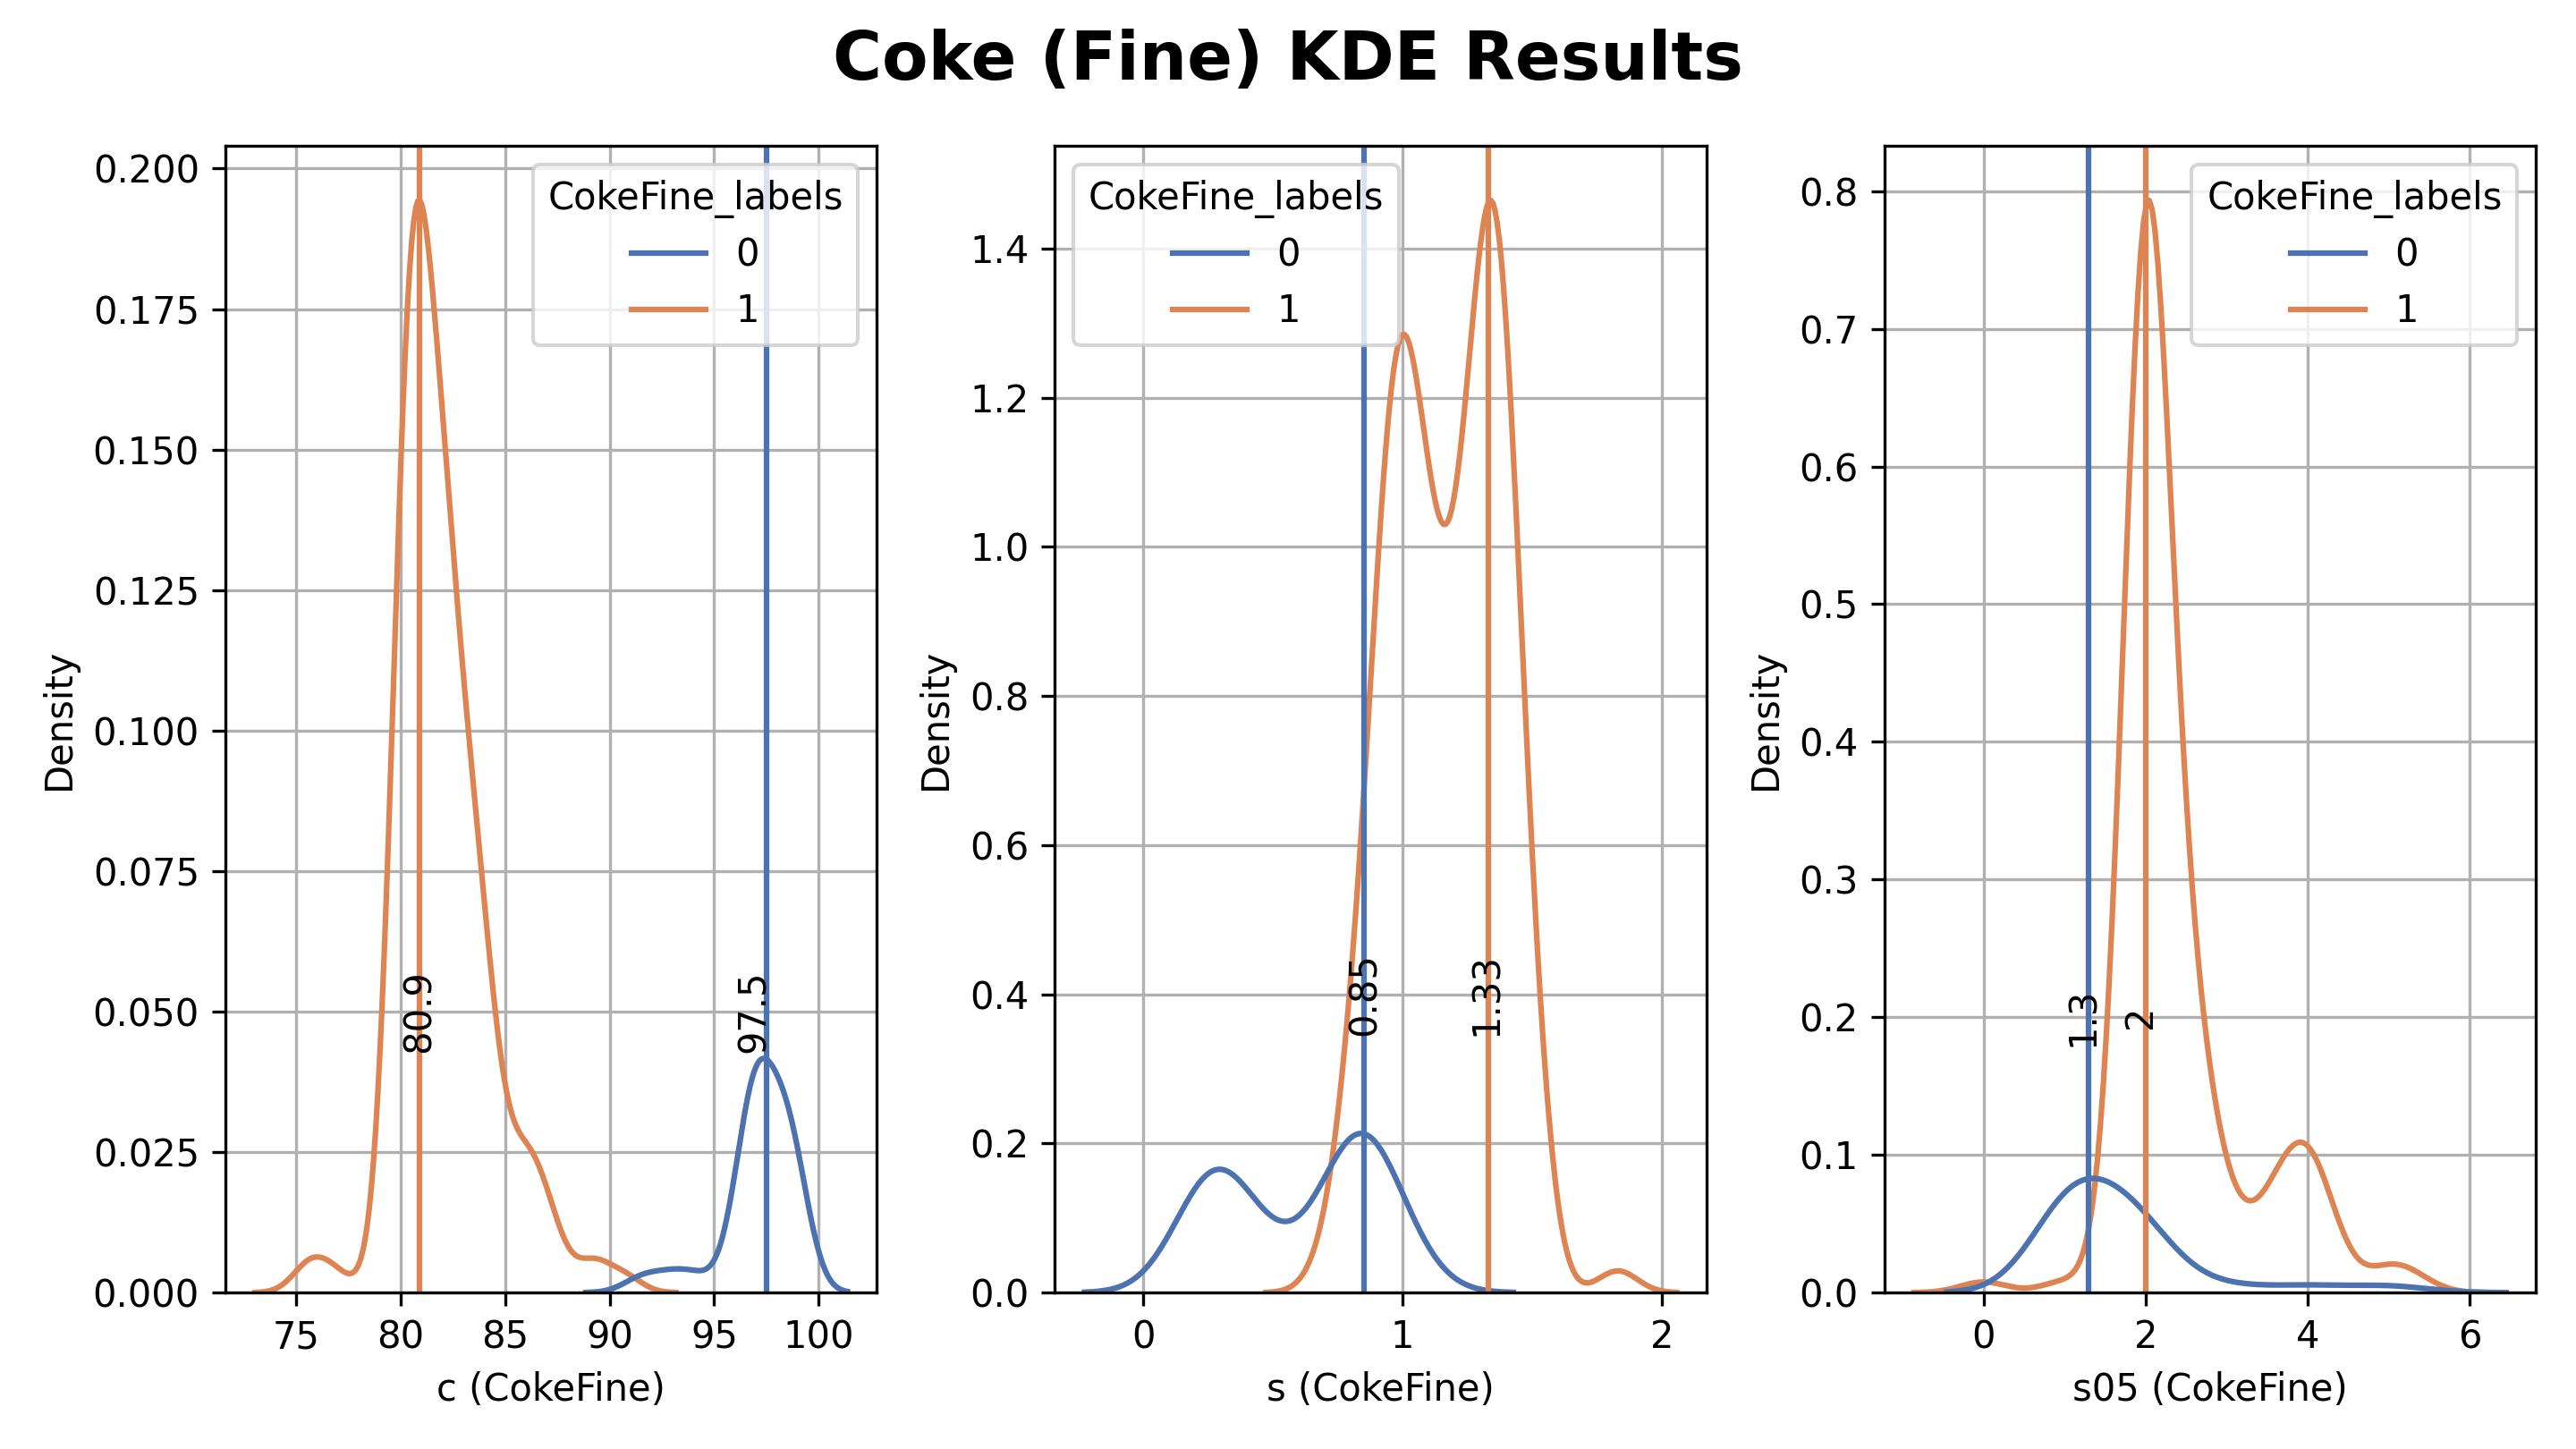 Coke (Fine) KDE Results
0.200
0.175
0.150
0.125
0.100
0.075
0.050
0.025
0.000
Density
CokeFine_labels
0
1
80.9
97.5
75 80 85 90 95 100
c (CokeFine)
1.4
1.2
1.0
0.8
0.6
0.4
0.2
0.0
Density
CokeFine_labels
0
1
0.85
1.33
0 1 2
s (CokeFine)
0.8
0.7
0.6
0.5
0.4
0.3
0.2
0.1
0.0
Density
CokeFine_labels
0
1
1.3
2
0 2 4 6
s05 (CokeFine)